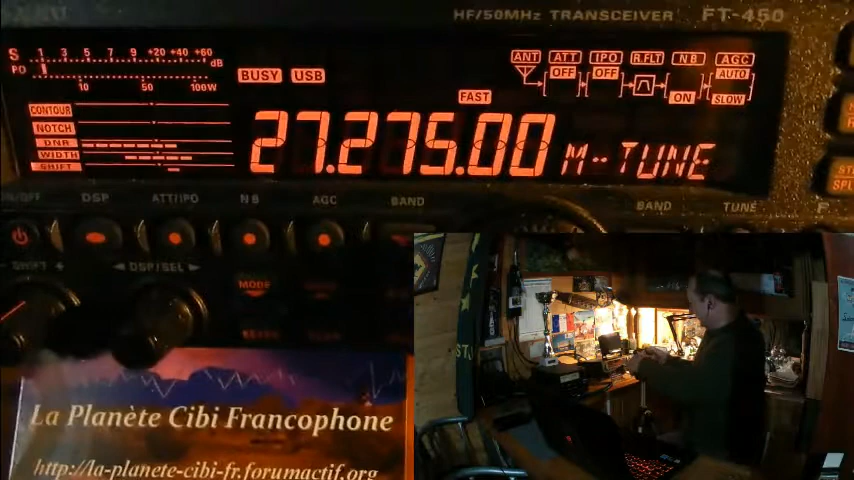 HF/50MHz TRANSCEIVER FT-450
S 1 3 5 7 9 +20 +40 +60 dB
PO 10 50 100W
BUSY USB
ANT ATT IPO R.FLT NB AGC
OFF OFF AUTO
ON SLOW
FAST
CONTOUR
NOTCH
DNR
WIDTH
SHIFT
27.275.00 M--TUNE
DSP ATT/IPO NB AGC BAND BAND TUNE
SHIFT DSP/SEL
MODE
La Planète Cibi Francophone
http://la-planete-cibi-fr.forumactif.org